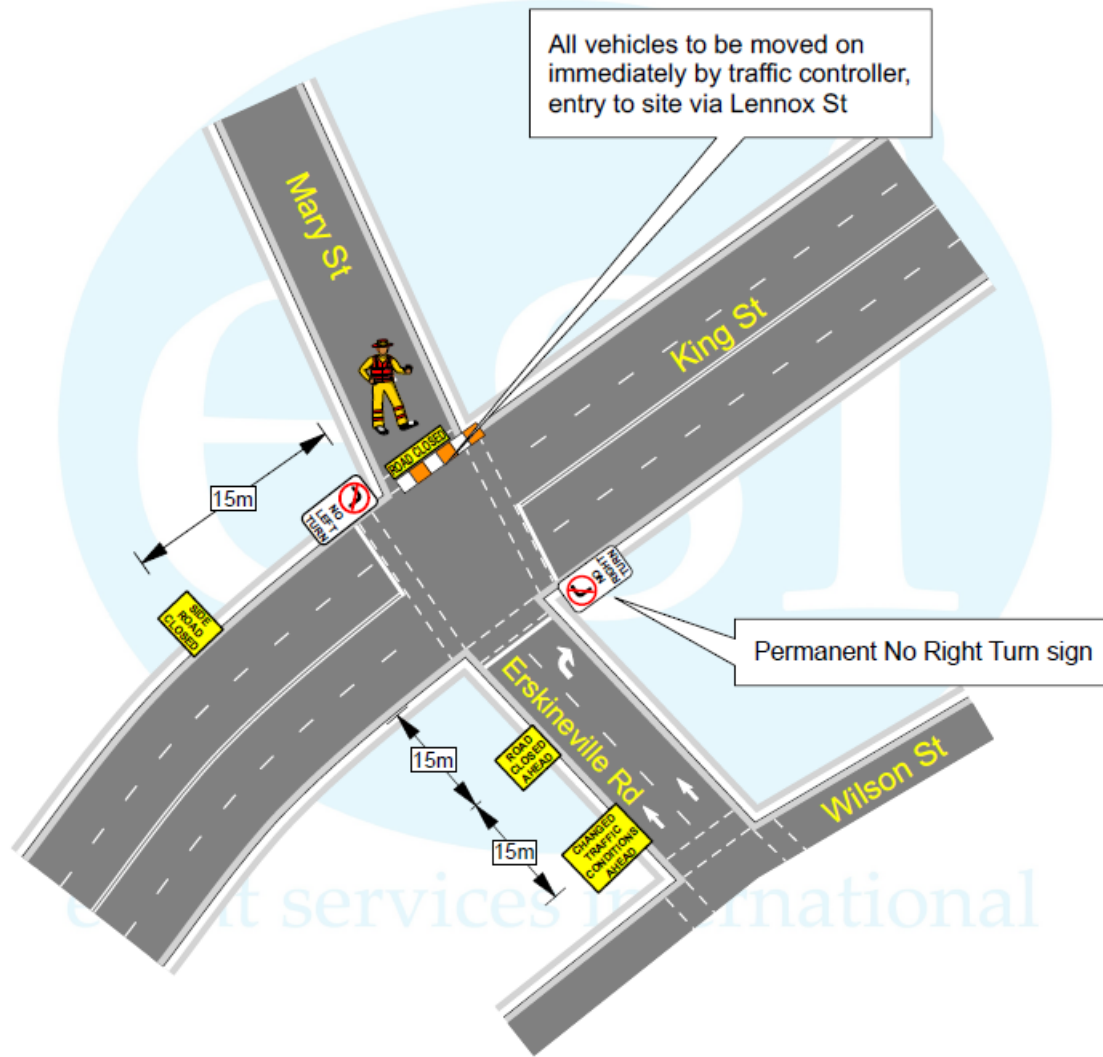 All vehicles to be moved on
immediately by traffic controller,
entry to site via Lennox St
Mary St
King St
ROAD CLOSED
15m
NO
LEFT
TURN
NO
RIGHT
TURN
SIDE
ROAD
CLOSED
Permanent No Right Turn sign
Erskineville Rd
15m
ROAD
CLOSED
AHEAD
Wilson St
15m
CHANGED
TRAFFIC
CONDITIONS
AHEAD
services international